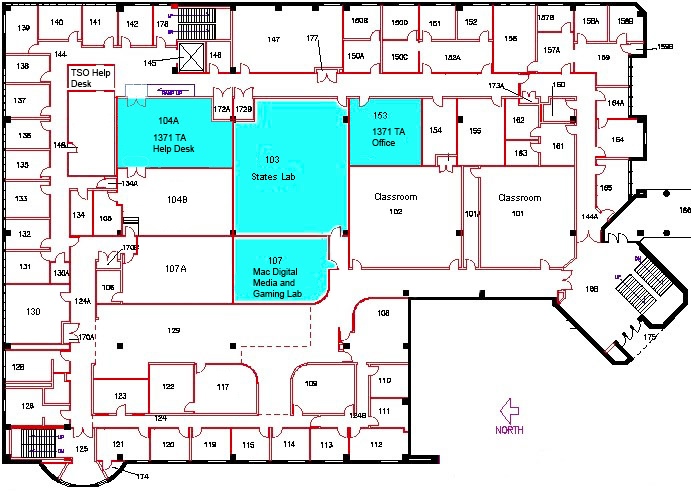 139
140
141
142
178
UP
DN
145
146
147
177
150B
150D
151
152
156
157B
158A
158B
150A
150C
152A
157A
159
159B
144
TSO Help
Desk
138
137
136
135
133
132
131
130
RAMP UP
104A
1371 TA
Help Desk
172A
172B
103
States Lab
153
1371 TA
Office
154
155
173A
160
162
163
161
164A
164
165
166
134A
134
105
104B
Classroom
102
101A
Classroom
101
144A
170B
130A
124A
106
107A
107
Mac Digital
Media and
Gaming Lab
UP
DN
175
170A
129
108
128
123
122
117
109
110
111
124
124B
UP
DN
125
121
120
119
115
114
113
112
174
NORTH